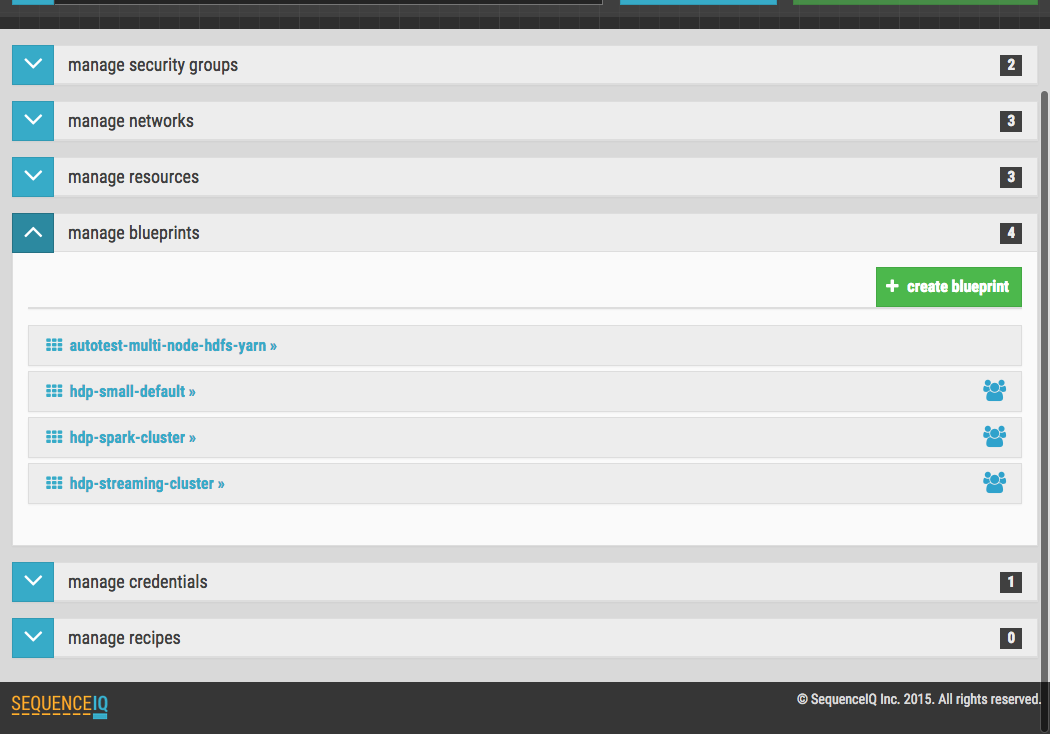 manage security groups 2
manage networks 3
manage resources 3
manage blueprints 4
+ create blueprint
autotest-multi-node-hdfs-yarn »
hdp-small-default »
hdp-spark-cluster »
hdp-streaming-cluster »
manage credentials 1
manage recipes 0
SEQUENCEIQ © SequenceIQ Inc. 2015. All rights reserved.